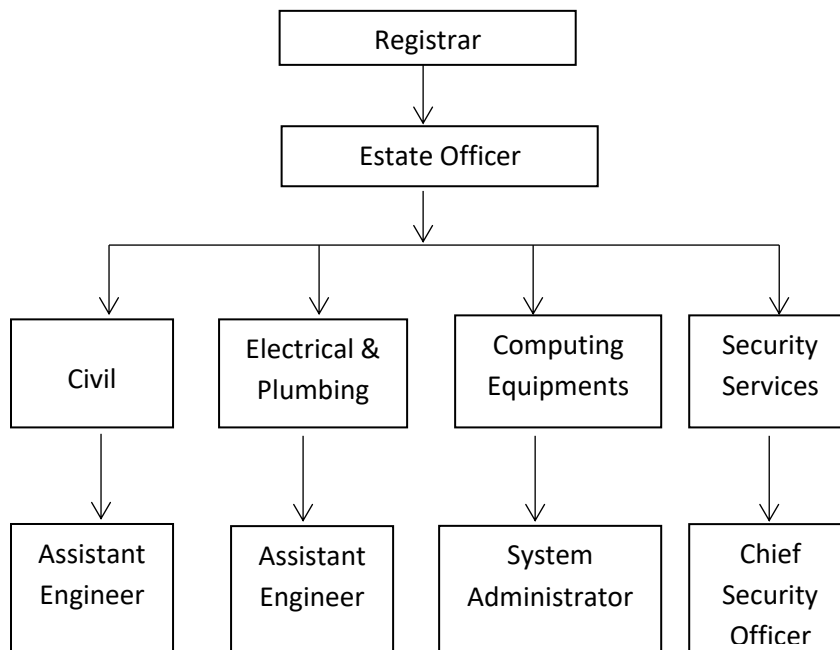 Registrar
Estate Officer
Civil
Electrical &
Plumbing
Computing
Equipments
Security
Services
Assistant
Engineer
Assistant
Engineer
System
Administrator
Chief
Security
Officer